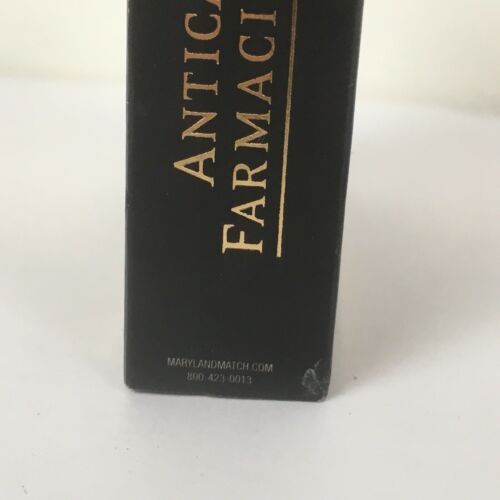 ANTICA
FARMACI
MARYLANDMATCH.COM
800-423-0013